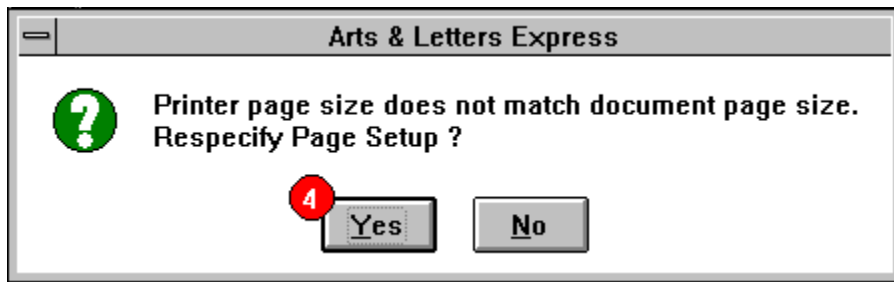 Arts & Letters Express
Printer page size does not match document page size.
Respecify Page Setup ?
4
Yes
No